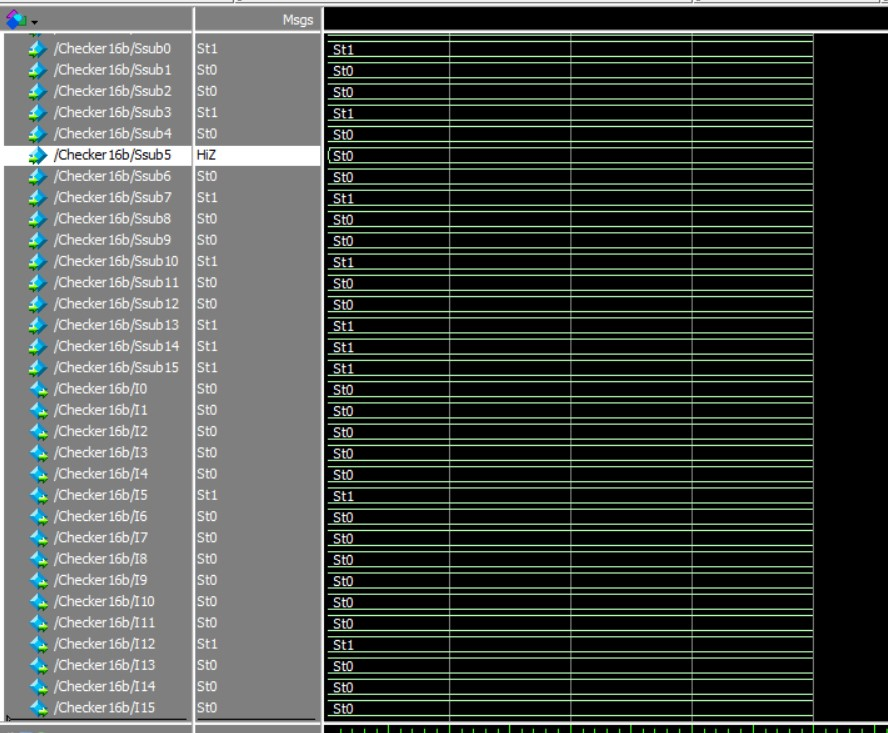 Msgs
/Checker16b/Ssub0 St1 St1
/Checker16b/Ssub1 St0 St0
/Checker16b/Ssub2 St0 St0
/Checker16b/Ssub3 St1 St1
/Checker16b/Ssub4 St0 St0
/Checker16b/Ssub5 HiZ St0
/Checker16b/Ssub6 St0 St0
/Checker16b/Ssub7 St1 St1
/Checker16b/Ssub8 St0 St0
/Checker16b/Ssub9 St0 St0
/Checker16b/Ssub10 St1 St1
/Checker16b/Ssub11 St0 St0
/Checker16b/Ssub12 St0 St0
/Checker16b/Ssub13 St1 St1
/Checker16b/Ssub14 St1 St1
/Checker16b/Ssub15 St1 St1
/Checker16b/I0 St0 St0
/Checker16b/I1 St0 St0
/Checker16b/I2 St0 St0
/Checker16b/I3 St0 St0
/Checker16b/I4 St0 St0
/Checker16b/I5 St1 St1
/Checker16b/I6 St0 St0
/Checker16b/I7 St0 St0
/Checker16b/I8 St0 St0
/Checker16b/I9 St0 St0
/Checker16b/I10 St0 St0
/Checker16b/I11 St0 St0
/Checker16b/I12 St1 St1
/Checker16b/I13 St0 St0
/Checker16b/I14 St0 St0
/Checker16b/I15 St0 St0